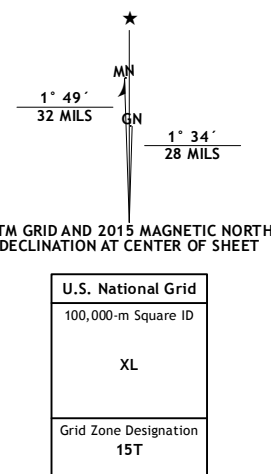 ★
MN
1° 49´
32 MILS
GN
1° 34´
28 MILS
TM GRID AND 2015 MAGNETIC NORTH
DECLINATION AT CENTER OF SHEET
U.S. National Grid
100,000-m Square ID
XL
Grid Zone Designation
15T